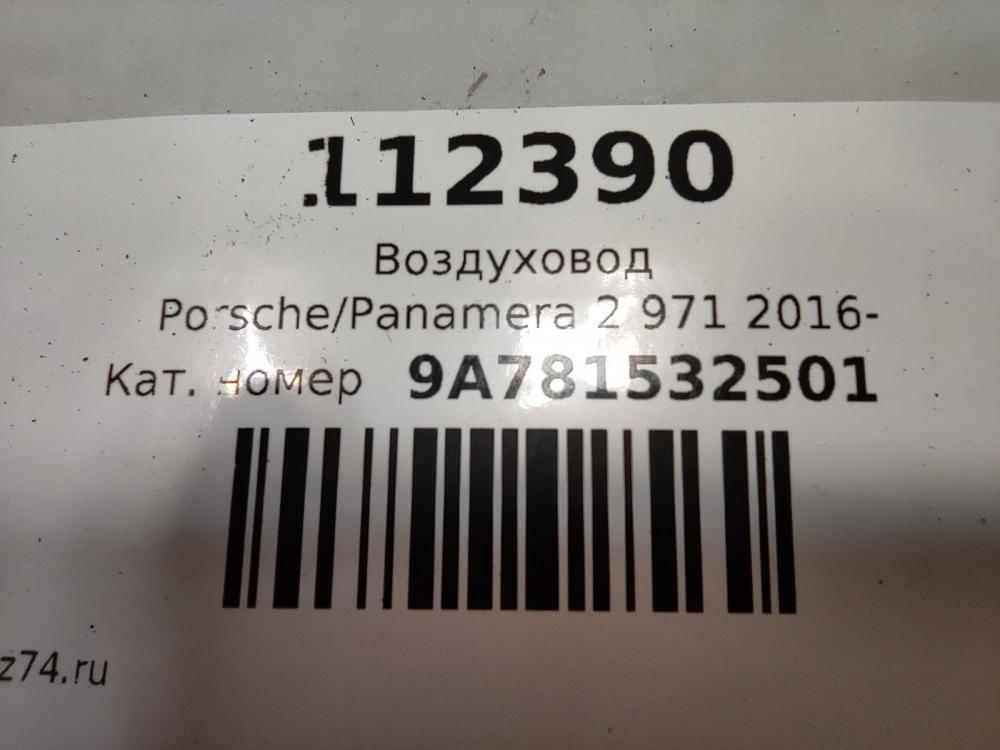 112390
Воздуховод
Porsche/Panamera 2 971 2016-
Кат. номер 9A781532501
z74.ru